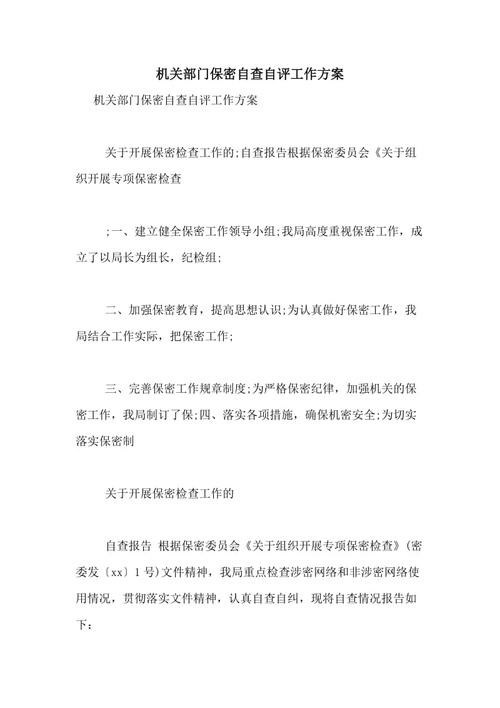 机关部门保密自查自评工作方案
机关部门保密自查自评工作方案
关于开展保密检查工作的;自查报告根据保密委员会《关于组
织开展专项保密检查
;一、建立健全保密工作领导小组;我局高度重视保密工作，成
立了以局长为组长，纪检组;
二、加强保密教育，提高思想认识;为认真做好保密工作，我
局结合工作实际，把保密工作;
三、完善保密工作规章制度;为严格保密纪律，加强机关的保
密工作，我局制订了保;四、落实各项措施，确保机密安全;为切实
落实保密制
关于开展保密检查工作的
自查报告 根据保密委员会《关于组织开展专项保密检查》(密
委发〔xx〕1号)文件精神，我局重点检查涉密网络和非涉密网络使
用情况，贯彻落实文件精神，认真自查自纠，现将自查情况报告如
下：